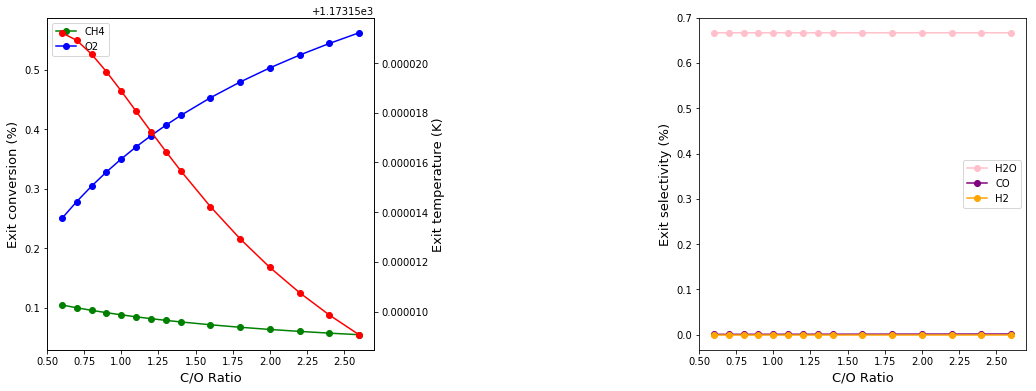 +1.17315e3
CH4
O2
0.5
0.4
0.3
0.2
0.1
Exit conversion (%)
0.000020
0.000018
0.000016
0.000014
0.000012
0.000010
Exit temperature (K)
0.50 0.75 1.00 1.25 1.50 1.75 2.00 2.25 2.50
C/O Ratio
0.7
0.6
0.5
0.4
0.3
0.2
0.1
0.0
Exit selectivity (%)
H2O
CO
H2
0.50 0.75 1.00 1.25 1.50 1.75 2.00 2.25 2.50
C/O Ratio